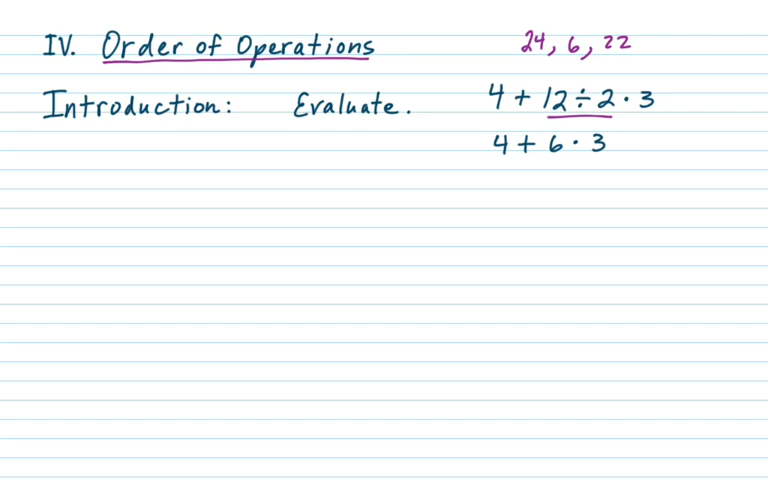 IV. Order of Operations 24, 6, 22
Introduction: Evaluate. 4 + 12 ÷ 2 · 3
4 + 6 · 3